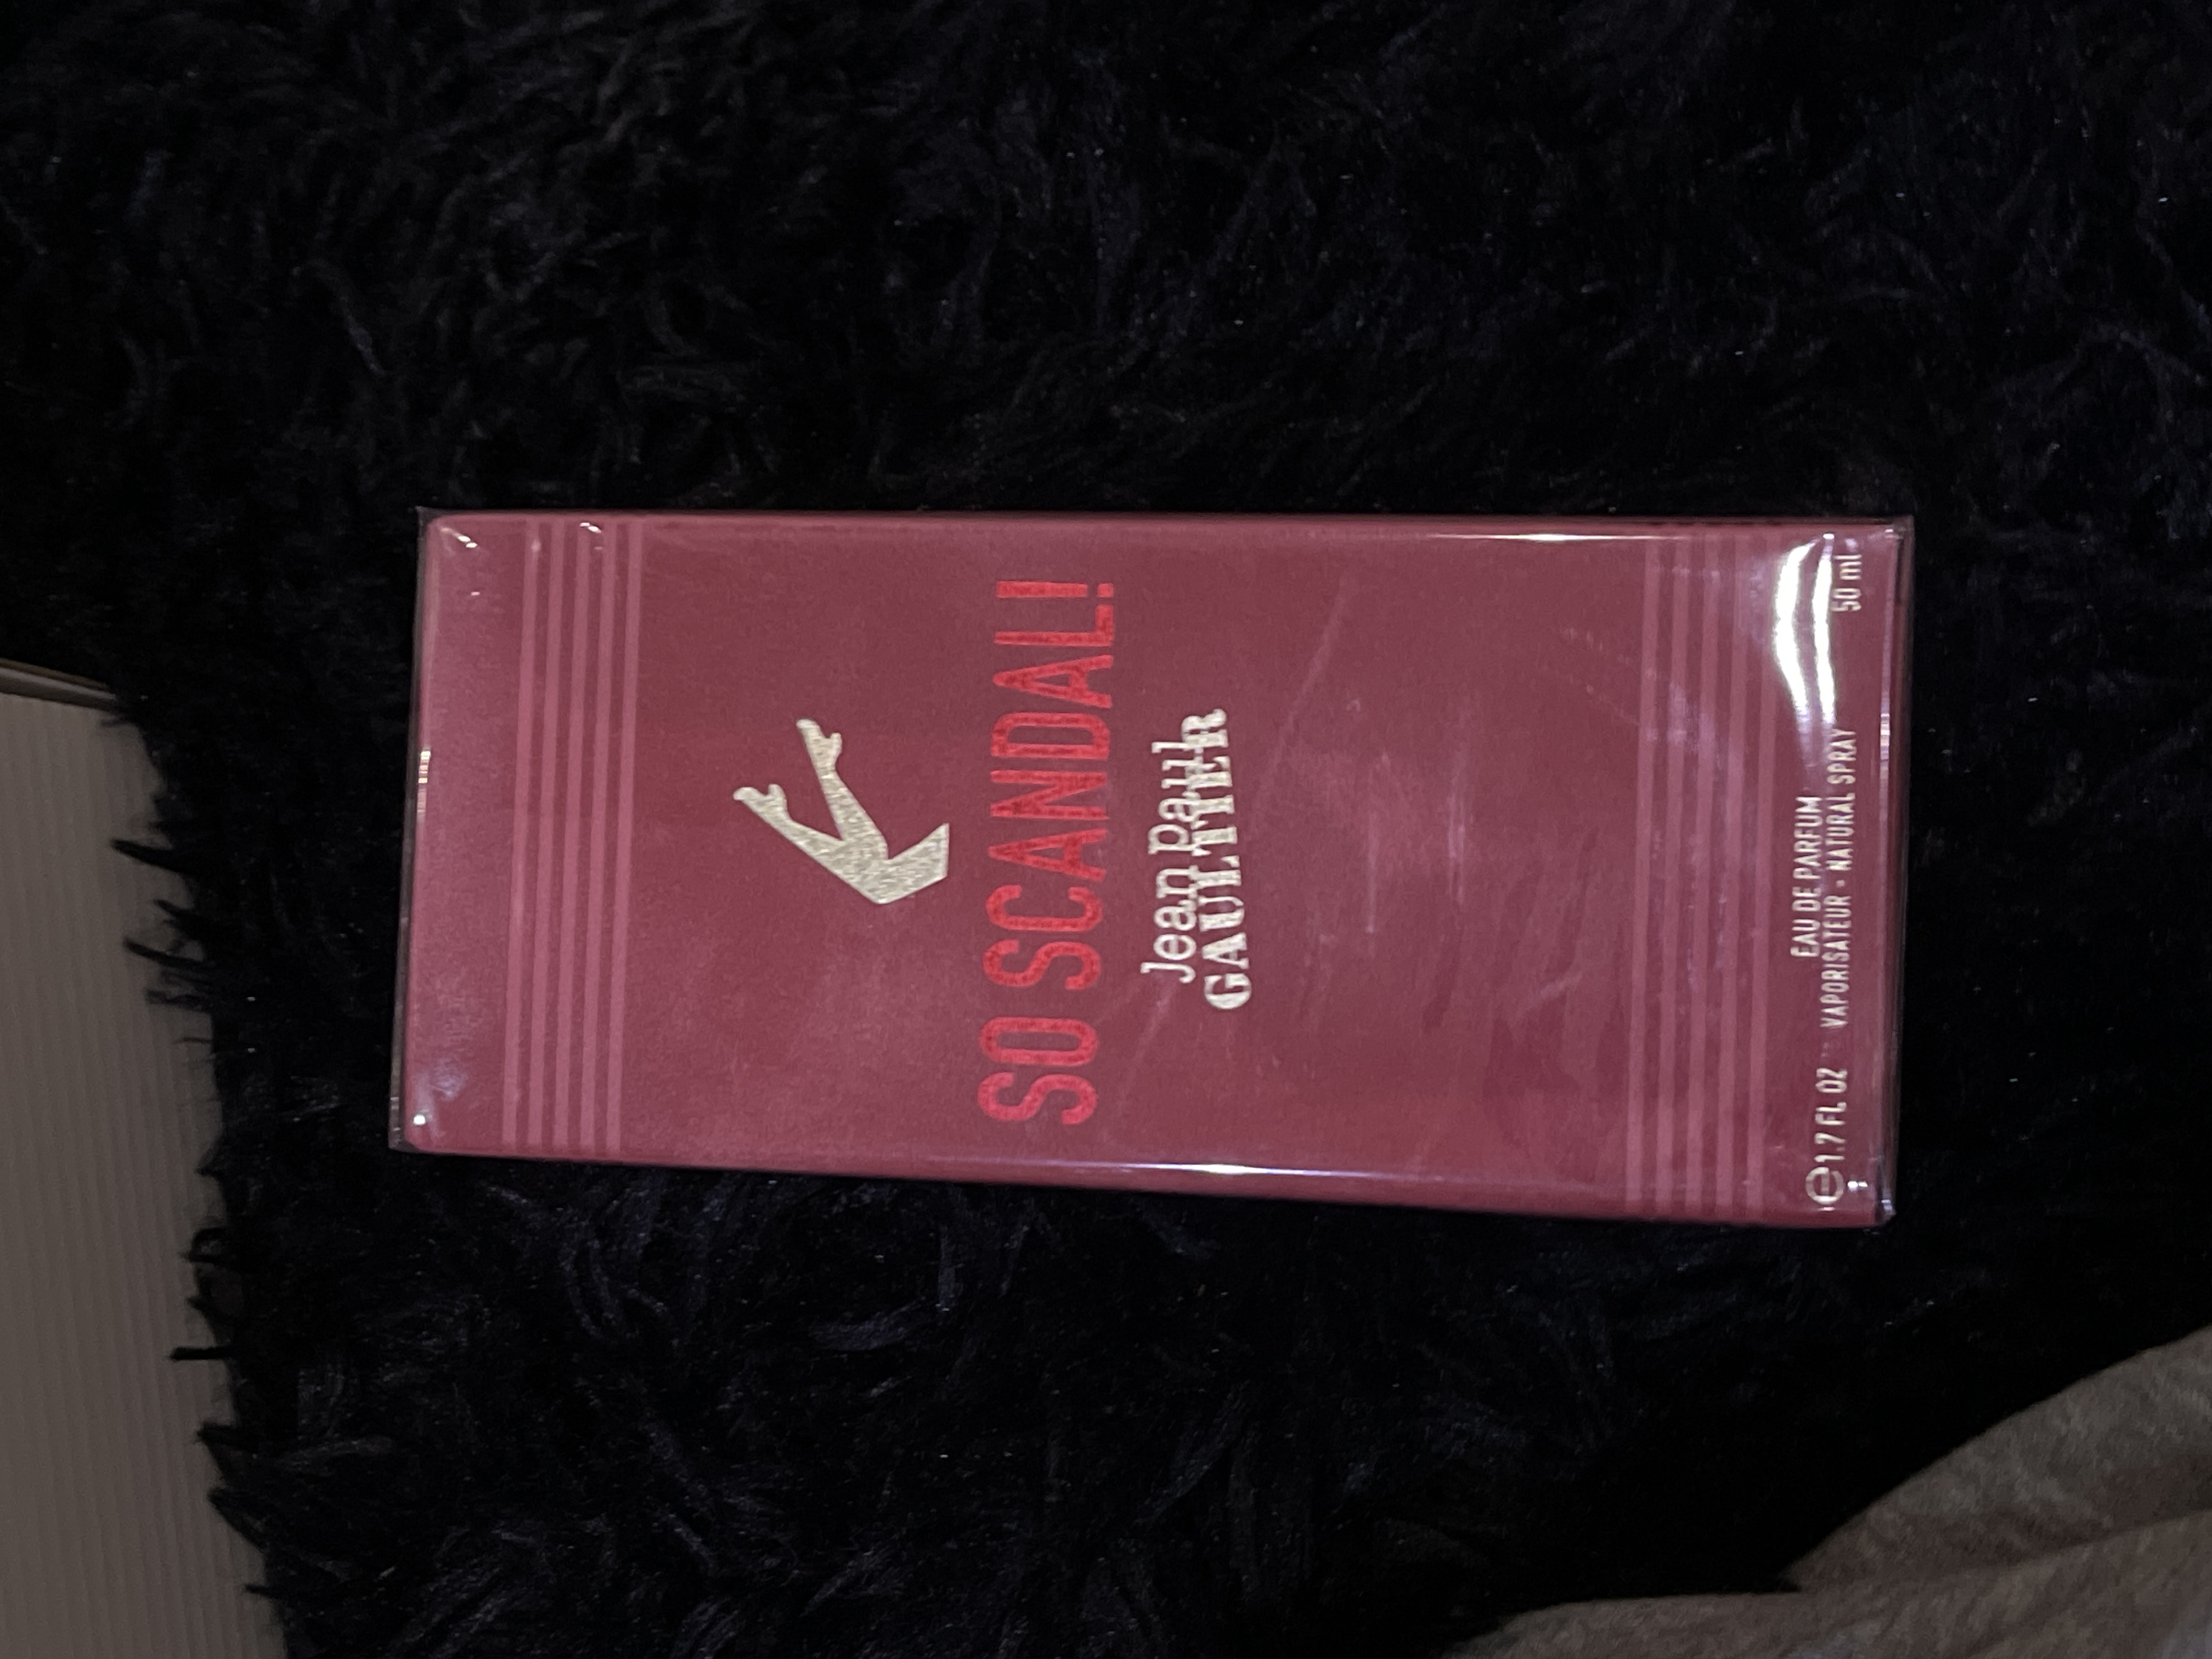 SO SCANDAL!
Jean Paul
GAULTIER
EAU DE PARFUM
℮ 1.7 FL OZ VAPORISATEUR - NATURAL SPRAY 50 ml